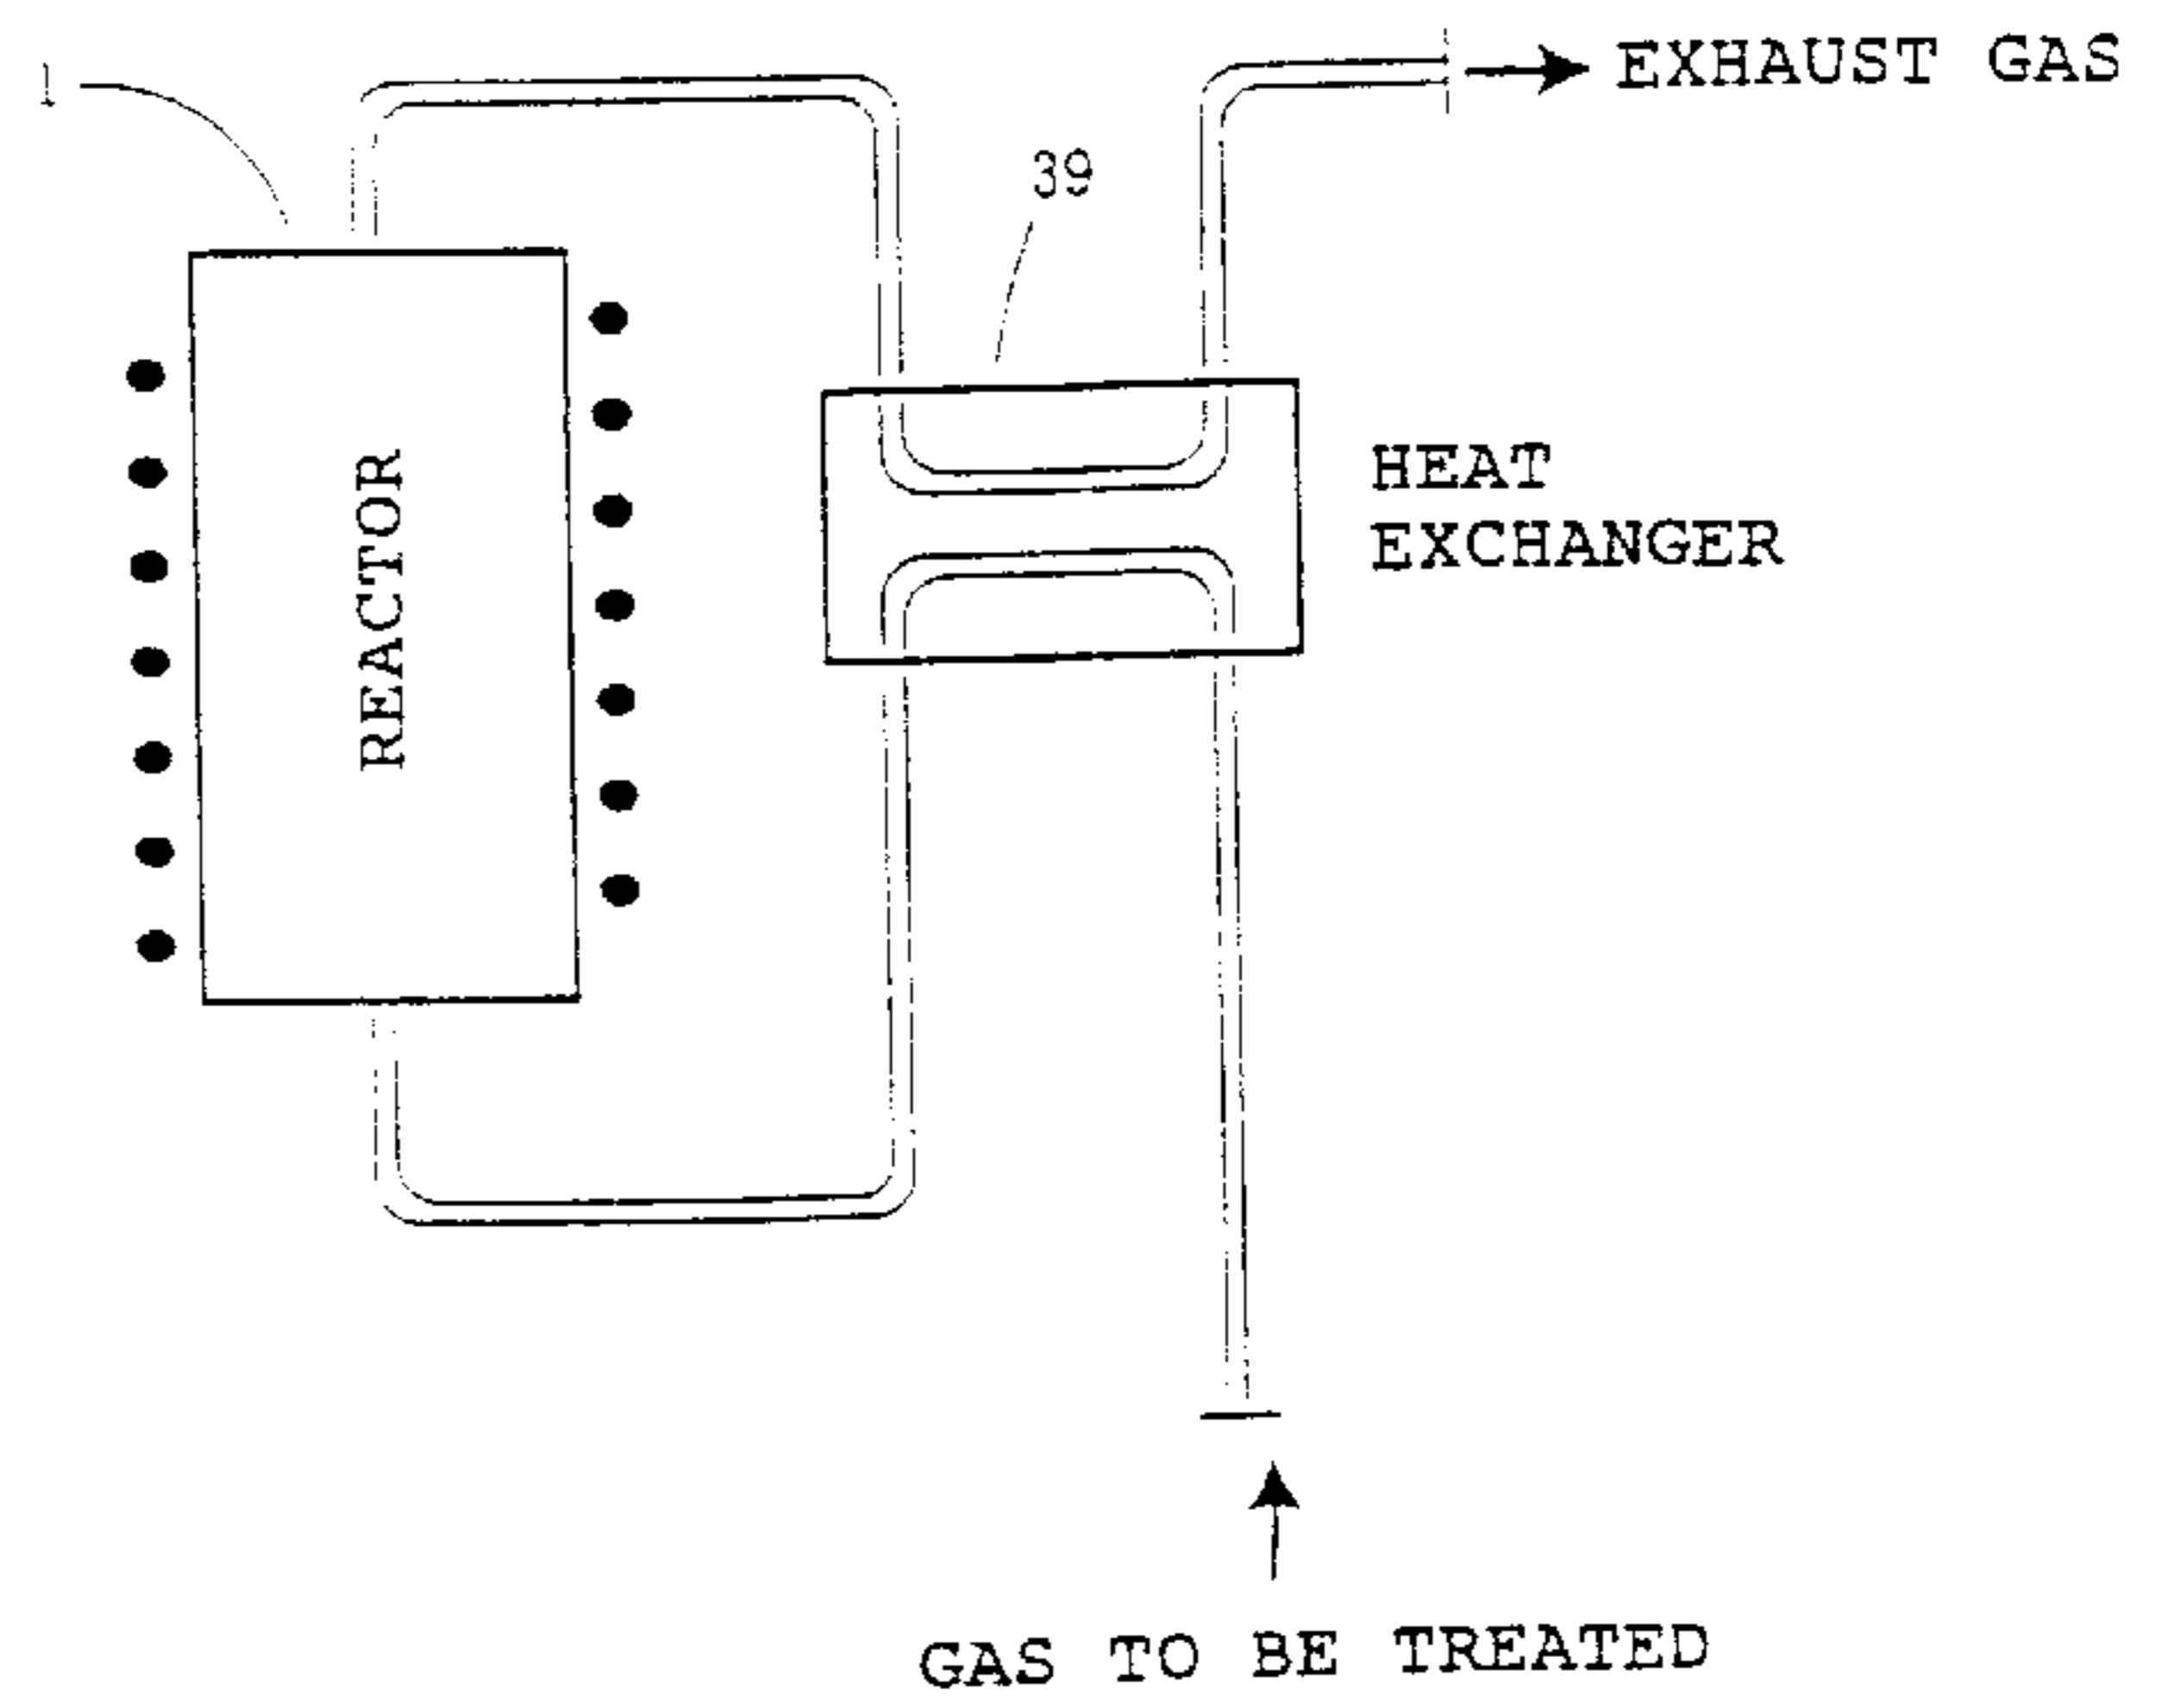 1
EXHAUST GAS
39
REACTOR
HEAT
EXCHANGER
GAS TO BE TREATED